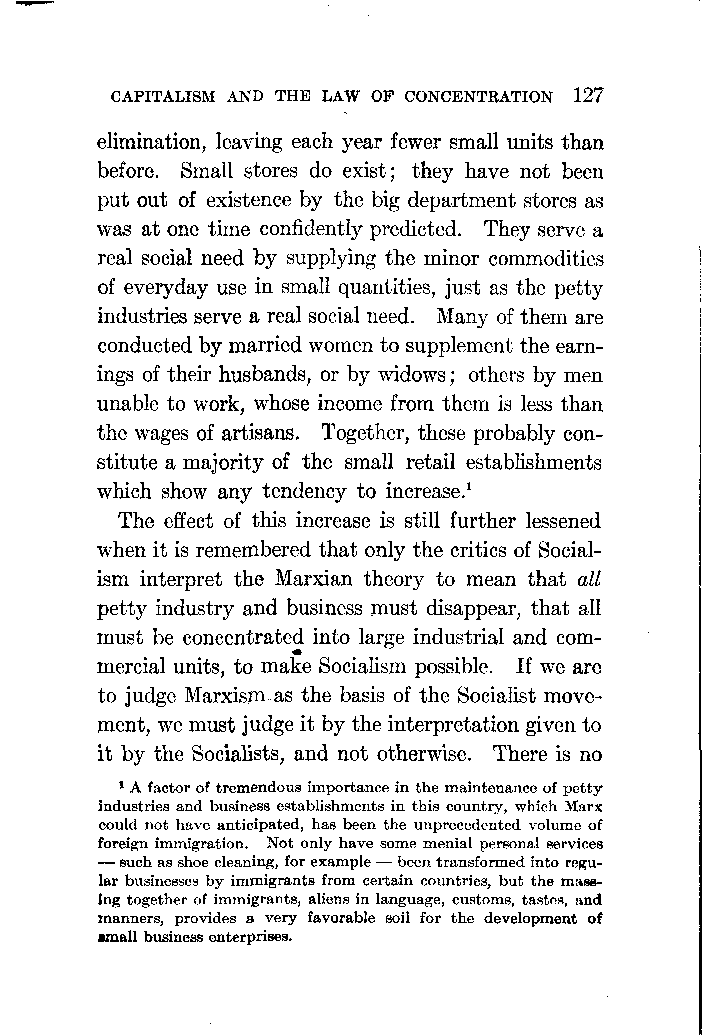 CAPITALISM AND THE LAW OF CONCENTRATION 127
elimination, leaving each year fewer small units than
before. Small stores do exist; they have not been
put out of existence by the big department stores as
was at one time confidently predicted. They serve a
real social need by supplying the minor commodities
of everyday use in small quantities, just as the petty
industries serve a real social need. Many of them are
conducted by married women to supplement the earn-
ings of their husbands, or by widows; others by men
unable to work, whose income from them is less than
the wages of artisans. Together, these probably con-
stitute a majority of the small retail establishments
which show any tendency to increase.¹
The effect of this increase is still further lessened
when it is remembered that only the critics of Social-
ism interpret the Marxian theory to mean that all
petty industry and business must disappear, that all
must be concentrated into large industrial and com-
mercial units, to make Socialism possible. If we are
to judge Marxism as the basis of the Socialist move-
ment, we must judge it by the interpretation given to
it by the Socialists, and not otherwise. There is no
¹ A factor of tremendous importance in the maintenance of petty
industries and business establishments in this country, which Marx
could not have anticipated, has been the unprecedented volume of
foreign immigration. Not only have some menial personal services
— such as shoe cleaning, for example — been transformed into regu-
lar businesses by immigrants from certain countries, but the mass-
ing together of immigrants, aliens in language, customs, tastes, and
manners, provides a very favorable soil for the development of
small business enterprises.